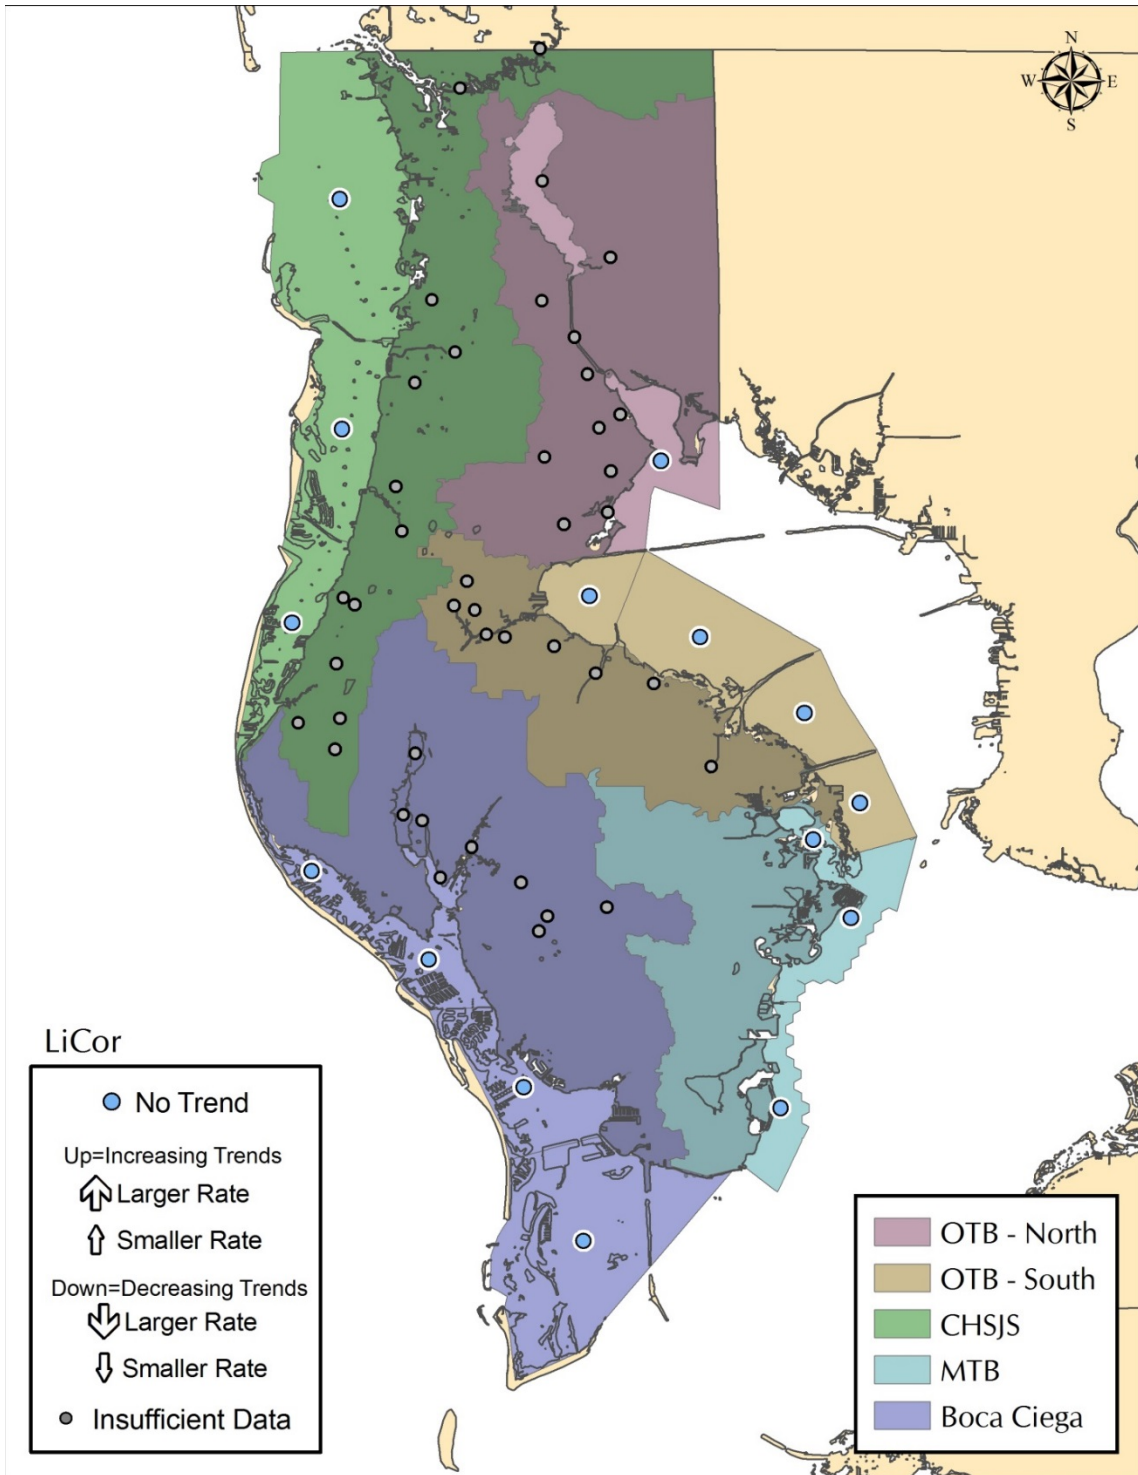 N
W E
S
LiCor
No Trend
Up=Increasing Trends
Larger Rate
Smaller Rate
Down=Decreasing Trends
Larger Rate
Smaller Rate
Insufficient Data
OTB - North
OTB - South
CHSJS
MTB
Boca Ciega